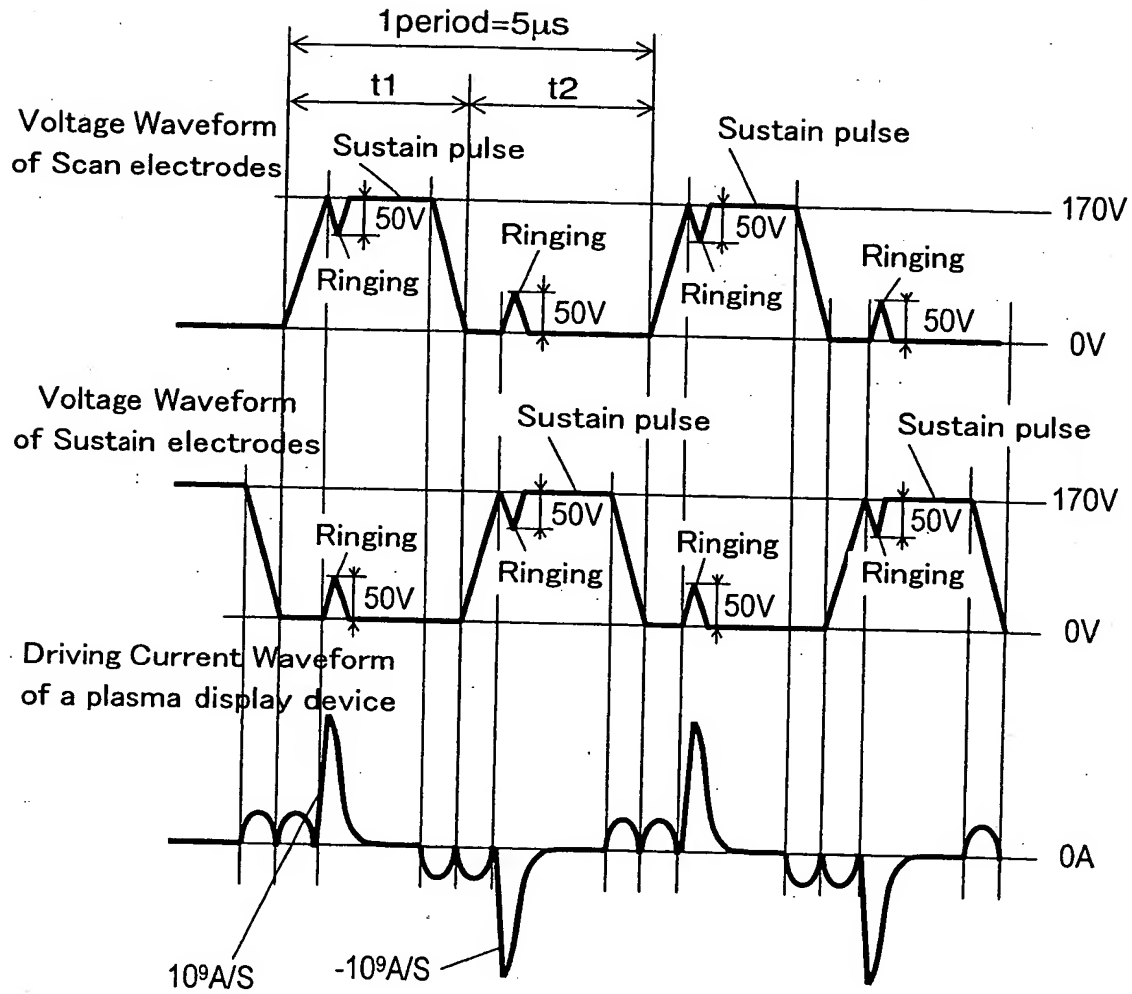 1period=5μs
t1
t2
Voltage Waveform
of Scan electrodes
Sustain pulse
Sustain pulse
170V
50V
50V
Ringing
Ringing
Ringing
Ringing
50V
50V
0V
Voltage Waveform
of Sustain electrodes
Sustain pulse
Sustain pulse
170V
50V
50V
Ringing
Ringing
Ringing
Ringing
50V
50V
0V
Driving Current Waveform
of a plasma display device
0A
10⁹A/S
-10⁹A/S